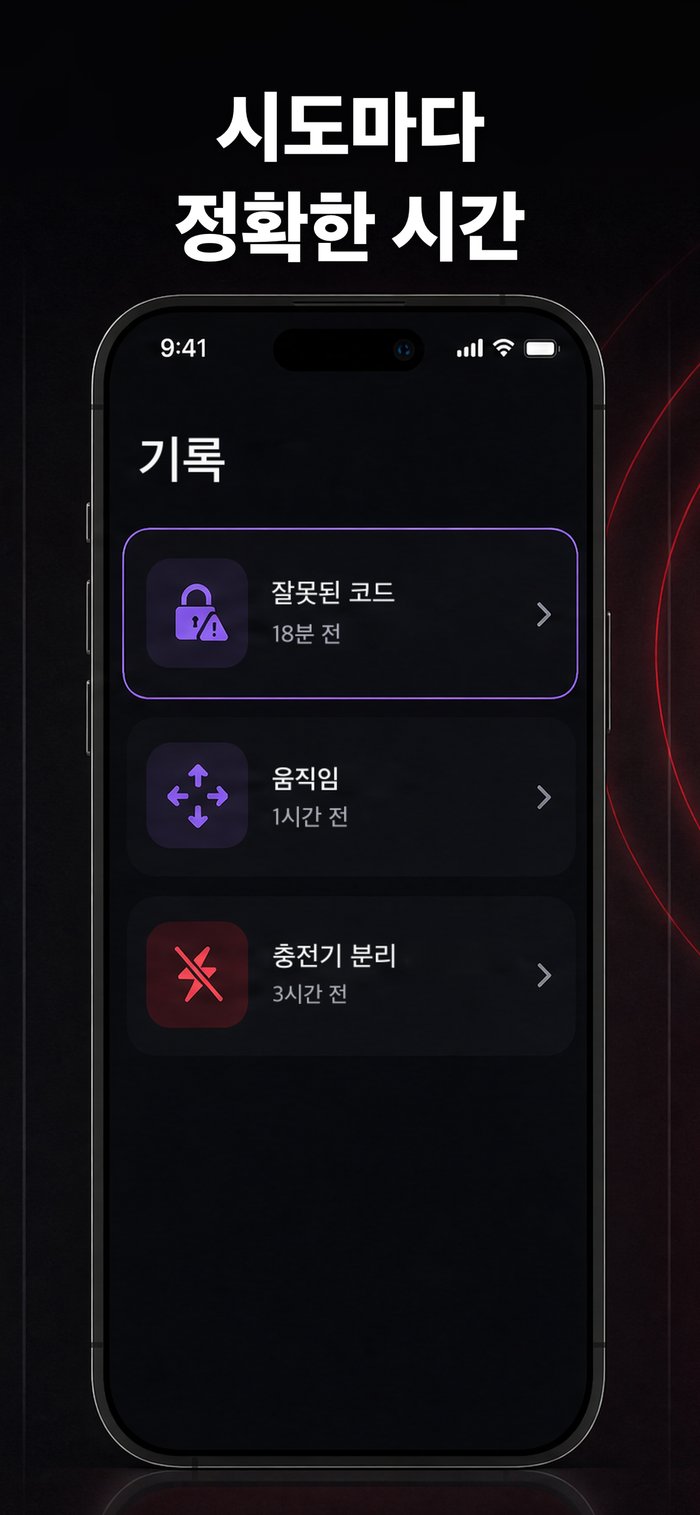 시도마다
정확한 시간
9:41
기록
잘못된 코드
18분 전
움직임
1시간 전
충전기 분리
3시간 전